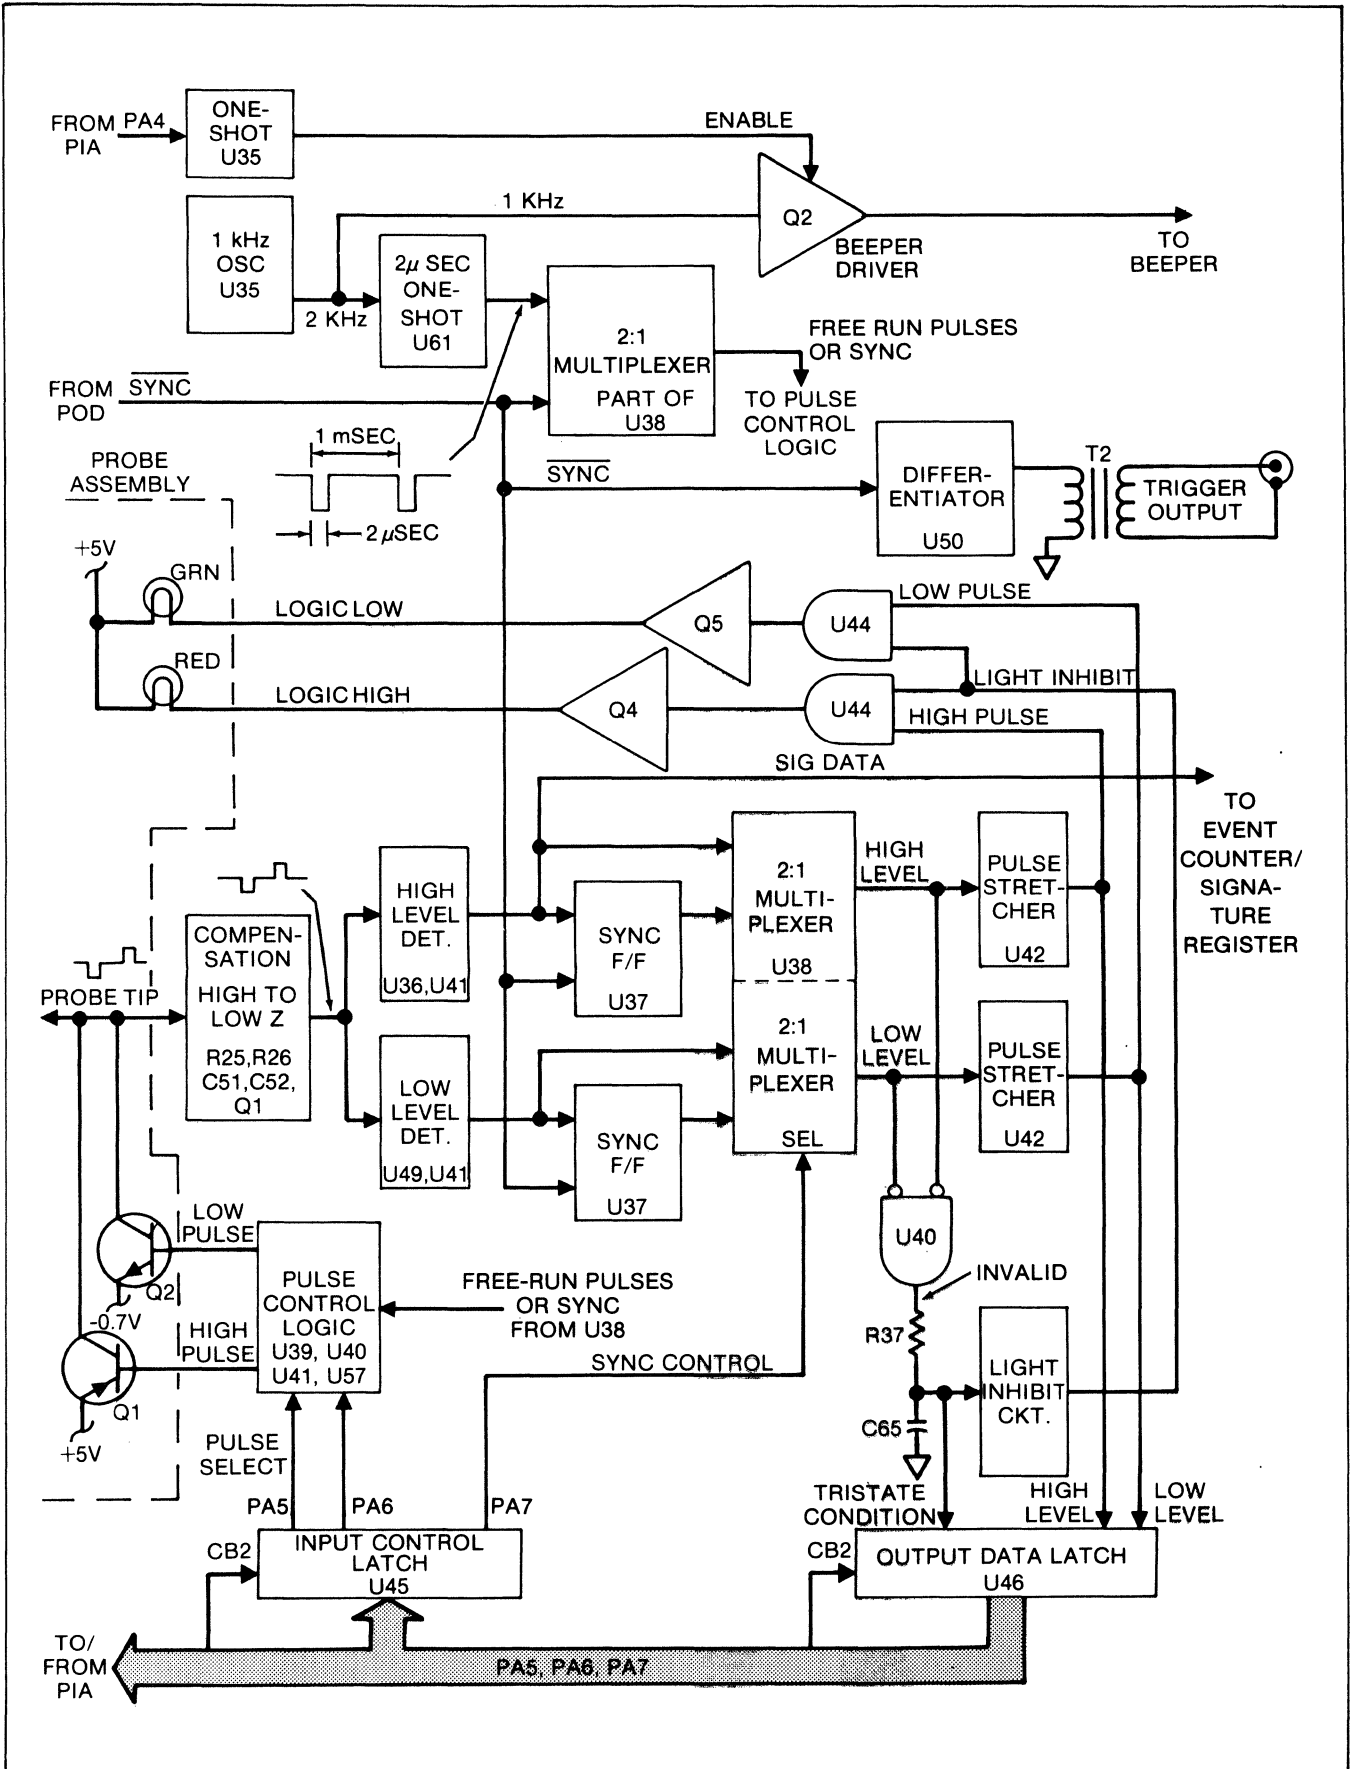 FROM PIA
PA4
ONE-
SHOT
U35
ENABLE
1 kHz
OSC
U35
1 KHz
2 KHz
2μ SEC
ONE-
SHOT
U61
Q2
BEEPER
DRIVER
TO
BEEPER
2:1
MULTIPLEXER
PART OF
U38
FREE RUN PULSES
OR SYNC
TO PULSE
CONTROL
LOGIC
FROM
POD
SYNC
1 mSEC
2 μSEC
SYNC
DIFFER-
ENTIATOR
U50
T2
TRIGGER
OUTPUT
PROBE
ASSEMBLY
+5V
GRN
LOGIC LOW
Q5
U44
LOW PULSE
RED
LOGIC HIGH
Q4
U44
LIGHT INHIBIT
HIGH PULSE
SIG DATA
TO
EVENT
COUNTER/
SIGNA-
TURE
REGISTER
PROBE TIP
COMPEN-
SATION
HIGH TO
LOW Z
R25,R26
C51,C52,
Q1
HIGH
LEVEL
DET.
U36,U41
SYNC
F/F
U37
2:1
MULTI-
PLEXER
U38
HIGH
LEVEL
PULSE
STRET-
CHER
U42
LOW
LEVEL
DET.
U49,U41
SYNC
F/F
U37
2:1
MULTI-
PLEXER
SEL
LOW
LEVEL
PULSE
STRET-
CHER
U42
U40
INVALID
R37
C65
LIGHT
INHIBIT
CKT.
LOW
PULSE
Q2
-0.7V
HIGH
PULSE
Q1
+5V
PULSE
CONTROL
LOGIC
U39, U40
U41, U57
FREE-RUN PULSES
OR SYNC
FROM U38
SYNC CONTROL
PULSE
SELECT
PA5
PA6
PA7
TRISTATE
CONDITION
HIGH
LEVEL
LOW
LEVEL
CB2
INPUT CONTROL
LATCH
U45
CB2
OUTPUT DATA LATCH
U46
TO/
FROM
PIA
PA5, PA6, PA7